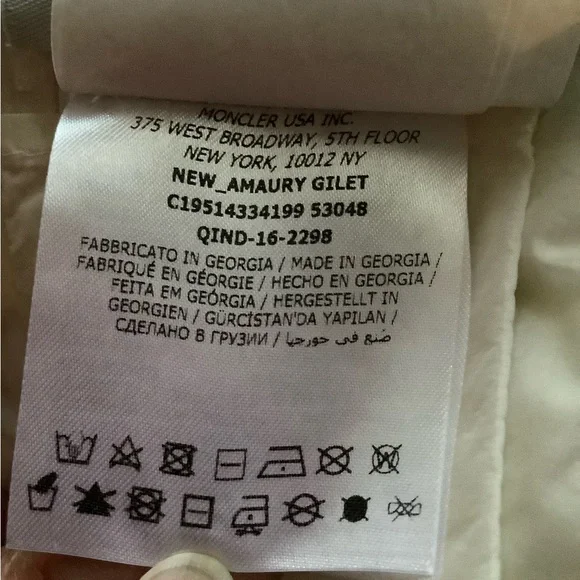 MONCLER USA INC.
375 WEST BROADWAY, 5TH FLOOR
NEW YORK, 10012 NY
NEW_AMAURY GILET
C19514334199 53048
QIND-16-2298
FABBRICATO IN GEORGIA / MADE IN GEORGIA /
FABRIQUÉ EN GÉORGIE / HECHO EN GEORGIA /
FEITA EM GEÓRGIA / HERGESTELLT IN
GEORGIEN / GÜRCİSTAN'DA YAPILAN /
СДЕЛАНО В ГРУЗИИ / صنع في جورجيا
W